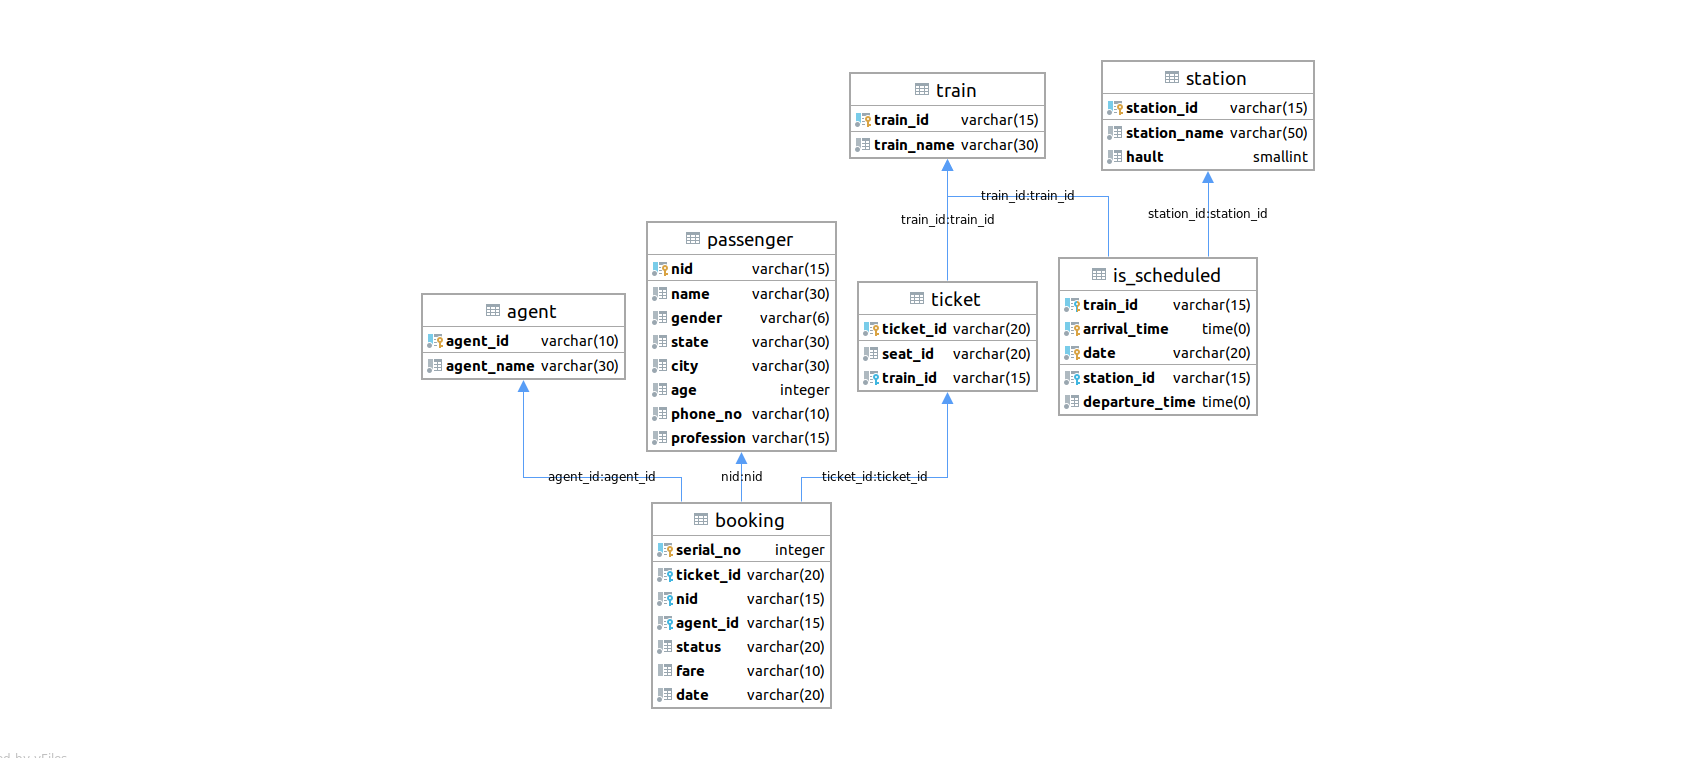 train
train_id varchar(15)
train_name varchar(30)
station
station_id varchar(15)
station_name varchar(50)
hault smallint
train_id:train_id
train_id:train_id
station_id:station_id
passenger
nid varchar(15)
name varchar(30)
gender varchar(6)
state varchar(30)
city varchar(30)
age integer
phone_no varchar(10)
profession varchar(15)
is_scheduled
train_id varchar(15)
arrival_time time(0)
date varchar(20)
station_id varchar(15)
departure_time time(0)
ticket
ticket_id varchar(20)
seat_id varchar(20)
train_id varchar(15)
agent
agent_id varchar(10)
agent_name varchar(30)
agent_id:agent_id
nid:nid
ticket_id:ticket_id
booking
serial_no integer
ticket_id varchar(20)
nid varchar(15)
agent_id varchar(15)
status varchar(20)
fare varchar(10)
date varchar(20)